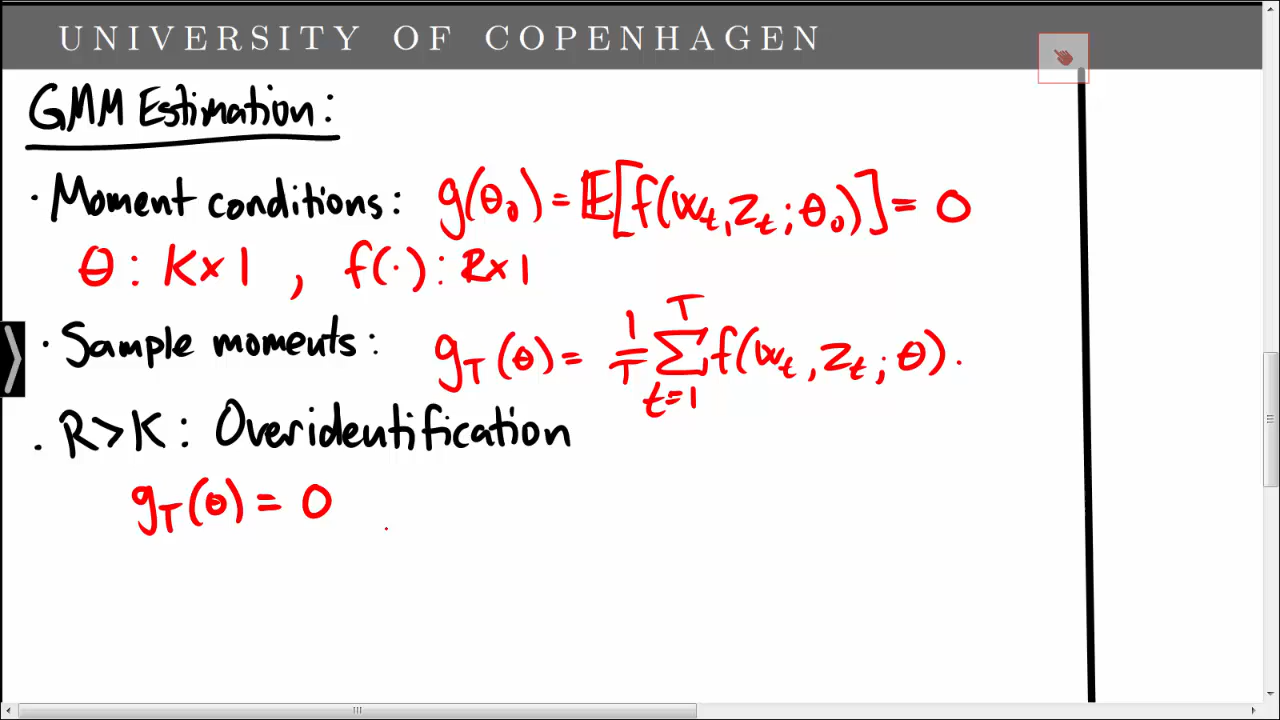 UNIVERSITY OF COPENHAGEN
GMM Estimation:
· Moment conditions: g(θ₀) = 𝔼[f(w_t, z_t; θ₀)] = 0
θ: K×1 , f(·): R×1
· Sample moments: g_T(θ) = 1/T ∑_{t=1}^{T} f(w_t, z_t; θ).
· R>K: Overidentification
g_T(θ) = 0